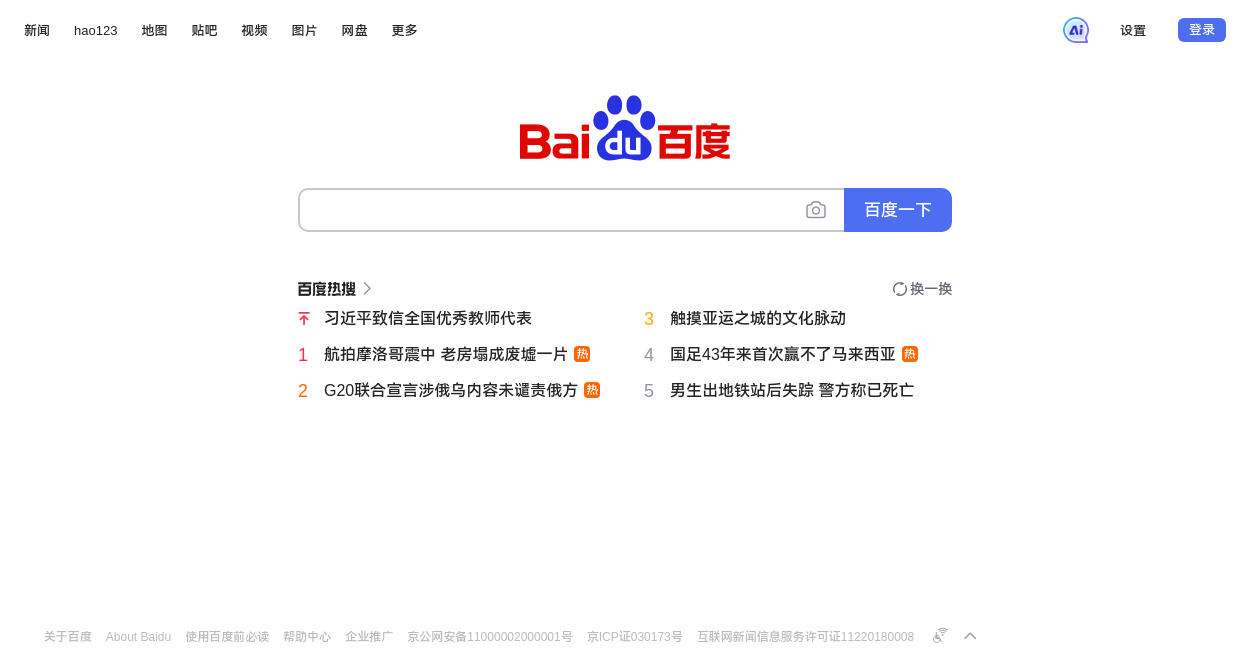 新闻 hao123 地图 贴吧 视频 图片 网盘 更多 Ai 设置 登录
Baidu百度
百度一下
百度热搜 换一换
习近平致信全国优秀教师代表 3 触摸亚运之城的文化脉动
1 航拍摩洛哥震中 老房塌成废墟一片 热 4 国足43年来首次赢不了马来西亚 热
2 G20联合宣言涉俄乌内容未谴责俄方 热 5 男生出地铁站后失踪 警方称已死亡
关于百度 About Baidu 使用百度前必读 帮助中心 企业推广 京公网安备11000002000001号 京ICP证030173号 互联网新闻信息服务许可证11220180008